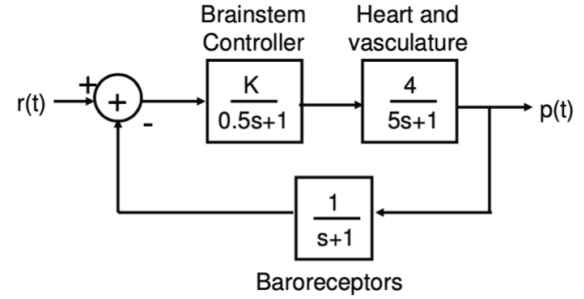 Brainstem
Controller
Heart and
vasculature
r(t)
+
+
-
K
0.5s+1
4
5s+1
p(t)
1
s+1
Baroreceptors